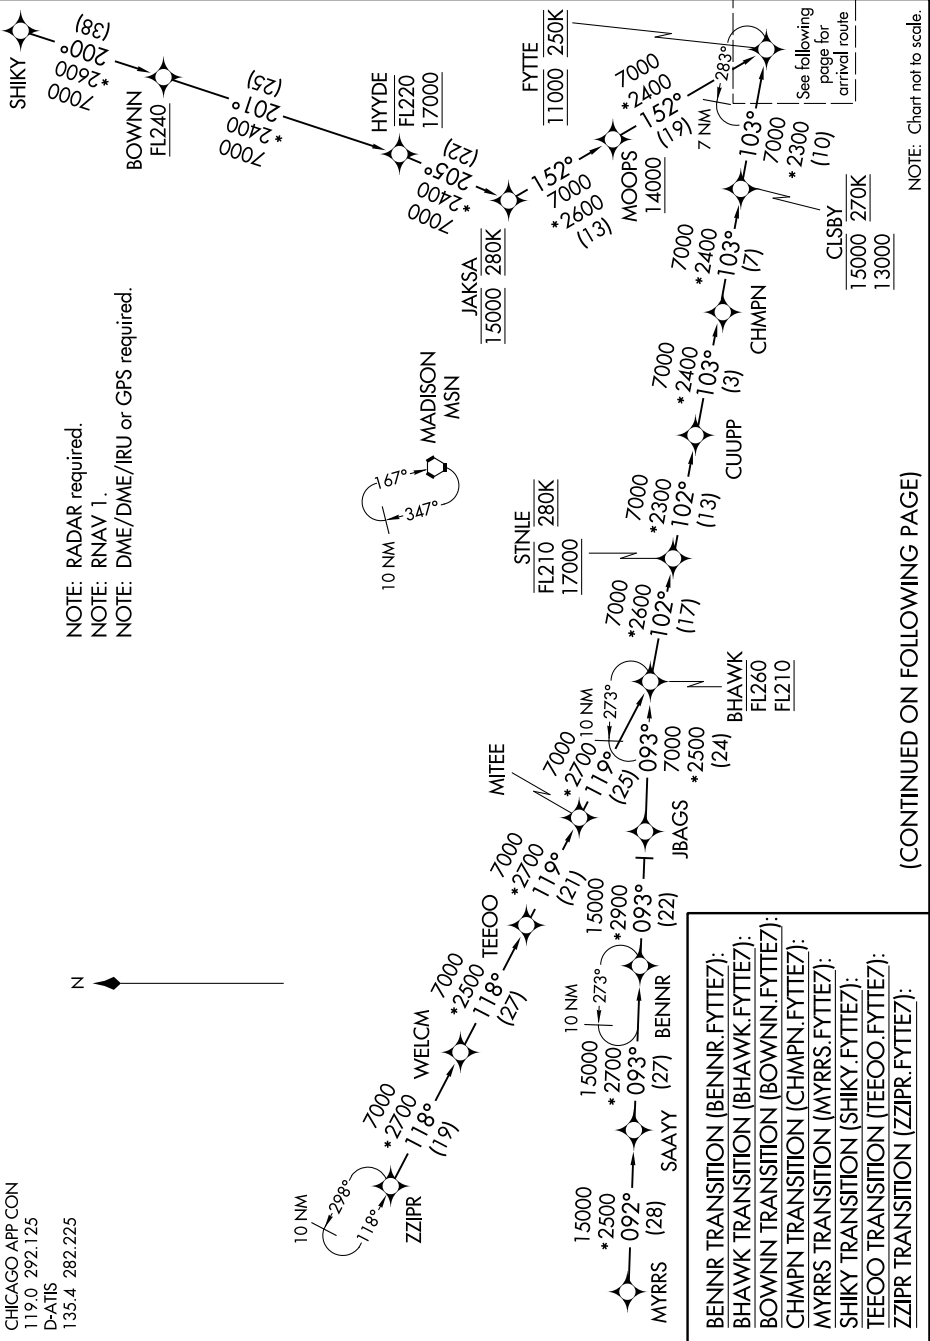 CHICAGO APP CON
119.0 292.125
D-ATIS
135.4 282.225
N
NOTE: RADAR required.
NOTE: RNAV 1.
NOTE: DME/DME/IRU or GPS required.
SHIKY
200°
*2600
7000
(38)
BOWNN
FL240
201°
*2400
7000
(25)
HYYDE
FL220
17000
205°
*2400
7000
(22)
JAKSA
15000 280K
152°
7000
*2600
(13)
MOOPS
14000
7000
*2400
152°
(19)
FYTTE
11000 250K
283°
7 NM
See following
page for
arrival route
MADISON
MSN
167°
347°
10 NM
ZZIPR
10 NM
298°
118°
7000
*2700
118°
(19)
WELCM
7000
*2500
118°
(27)
TEEOO
7000
*2700
119°
(21)
MITEE
7000
*2700
119°
(25)
10 NM
273°
BHAWK
FL260
FL210
MYRRS
15000
*2500
092°
(28)
SAAYY
15000
*2700
093°
(27)
BENNR
10 NM
273°
15000
*2900
093°
(22)
JBAGS
093°
7000
*2500
(24)
7000
*2600
102°
(17)
STNLE
FL210 280K
17000
7000
*2300
102°
(13)
CUUPP
7000
*2400
103°
(3)
CHMPN
7000
*2400
103°
(7)
CLSBY
15000 270K
13000
103°
7000
*2300
(10)
BENNR TRANSITION (BENNR.FYTTE7):
BHAWK TRANSITION (BHAWK.FYTTE7):
BOWNN TRANSITION (BOWNN.FYTTE7):
CHMPN TRANSITION (CHMPN.FYTTE7):
MYRRS TRANSITION (MYRRS.FYTTE7):
SHIKY TRANSITION (SHIKY.FYTTE7):
TEEOO TRANSITION (TEEOO.FYTTE7):
ZZIPR TRANSITION (ZZIPR.FYTTE7):
(CONTINUED ON FOLLOWING PAGE)
NOTE: Chart not to scale.